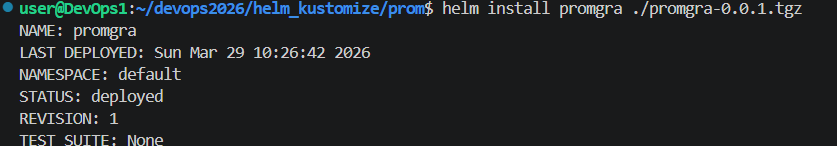 user@DevOps1:~/devops2026/helm_kustomize/prom$ helm install promgra ./promgra-0.0.1.tgz
NAME: promgra
LAST DEPLOYED: Sun Mar 29 10:26:42 2026
NAMESPACE: default
STATUS: deployed
REVISION: 1
TEST SUITE: None